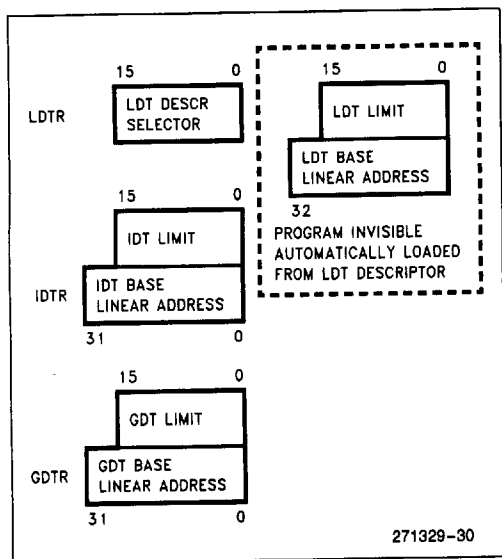 15 0
LDTR
LDT DESCR
SELECTOR
15 0
LDT LIMIT
LDT BASE
LINEAR ADDRESS
32
PROGRAM INVISIBLE
AUTOMATICALLY LOADED
FROM LDT DESCRIPTOR
15 0
IDT LIMIT
IDTR
IDT BASE
LINEAR ADDRESS
31 0
15 0
GDT LIMIT
GDTR
GDT BASE
LINEAR ADDRESS
31 0
271329-30